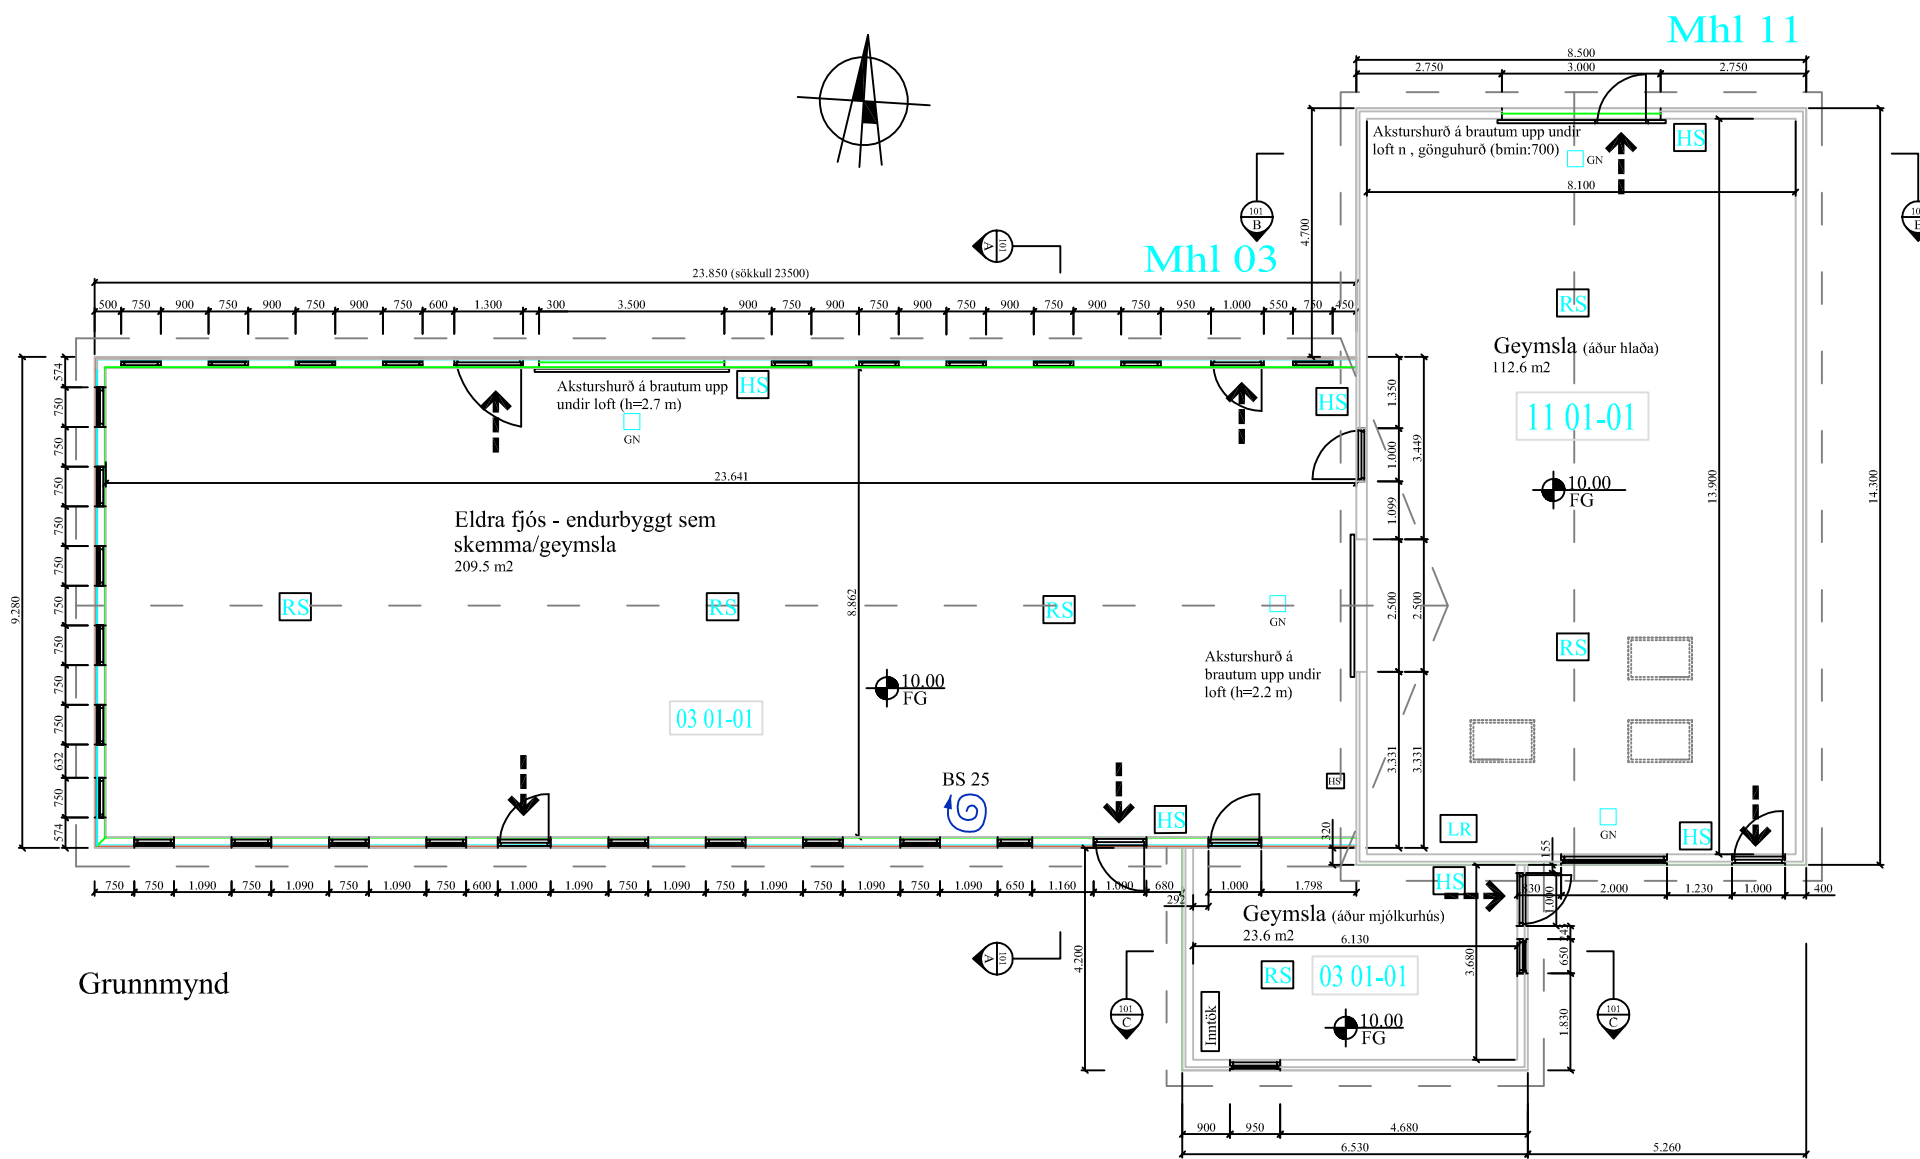 Mhl 11
8.500
2.750 3.000 2.750
Aksturshurð á brautum upp undir
loft n , gönguhurð (bmin:700)
HS
GN
8.100
101
B
4.700
A
101
Mhl 03
23.850 (sökkull 23500)
500 750 900 750 900 750 900 750 600 1.300 300 3.500 900 750 900 750 900 750 900 750 900 750 950 1.000 550 750 450
RS
Geymsla (áður hlaða)
112.6 m2
11 01-01
10.00
FG
13.900
14.300
Aksturshurð á brautum upp
undir loft (h=2.7 m)
HS
GN
HS
1.350
1.000
3.449
1.099
2.500
2.500
3.331
3.331
23.641
Eldra fjós - endurbyggt sem
skemma/geymsla
209.5 m2
RS
RS
RS
GN
8.862
9.280
574
750
750
750
750
750
750
750
750
750
632
750
574
Aksturshurð á
brautum upp undir
loft (h=2.2 m)
10.00
FG
03 01-01
BS 25
HS
HS
RS
LR
GN
HS
320
155
750 750 1.090 750 1.090 750 1.090 750 600 1.000 1.090 750 1.090 750 1.090 750 1.090 750 1.090 650 1.160 1.000 680 1.000 1.798
292
HS
330 2.000 1.230 1.000 400
1.000
243
650
1.830
Geymsla (áður mjólkurhús)
23.6 m2
6.130
3.680
4.200
RS
03 01-01
Inntök
10.00
FG
A
101
101
C
101
C
Grunnmynd
900 950 4.680
6.530 5.260